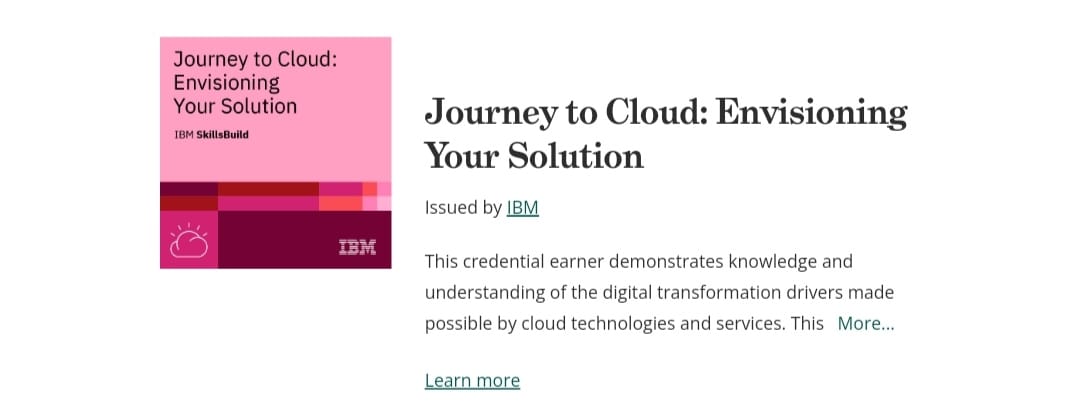 Journey to Cloud:
Envisioning
Your Solution
IBM SkillsBuild
IBM
Journey to Cloud: Envisioning
Your Solution
Issued by IBM
This credential earner demonstrates knowledge and
understanding of the digital transformation drivers made
possible by cloud technologies and services. This More...
Learn more